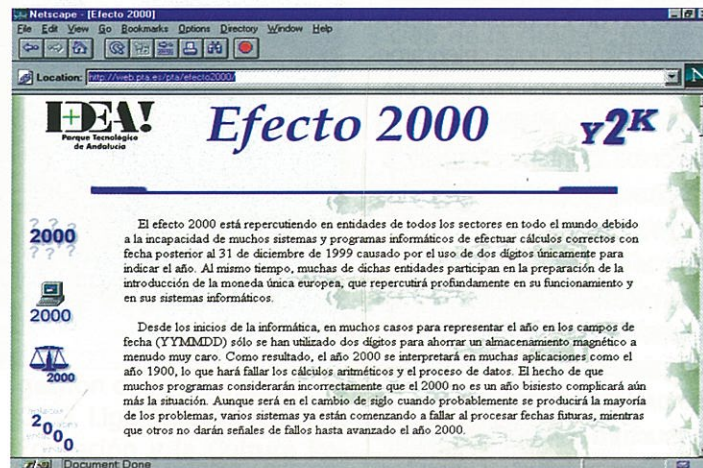 Netscape - [Efecto 2000]
File Edit View Go Bookmarks Options Directory Window Help
Location: http://web.pta.es/pta/efecto2000/
N
I+DEA!
Parque Tecnológico
de Andalucía
Efecto 2000
Y2K
El efecto 2000 está repercutiendo en entidades de todos los sectores en todo el mundo debido
a la incapacidad de muchos sistemas y programas informáticos de efectuar cálculos correctos con
fecha posterior al 31 de diciembre de 1999 causado por el uso de dos dígitos únicamente para
indicar el año. Al mismo tiempo, muchas de dichas entidades participan en la preparación de la
introducción de la moneda única europea, que repercutirá profundamente en su funcionamiento y
en sus sistemas informáticos.
Desde los inicios de la informática, en muchos casos para representar el año en los campos de
fecha (YYMMDD) sólo se han utilizado dos dígitos para ahorrar un almacenamiento magnético a
menudo muy caro. Como resultado, el año 2000 se interpretará en muchas aplicaciones como el
año 1900, lo que hará fallar los cálculos aritméticos y el proceso de datos. El hecho de que
muchos programas considerarán incorrectamente que el 2000 no es un año bisiesto complicará aún
más la situación. Aunque será en el cambio de siglo cuando probablemente se producirá la mayoría
de los problemas, varios sistemas ya están comenzando a fallar al procesar fechas futuras, mientras
que otros no darán señales de fallos hasta avanzado el año 2000.
? ? ? ?
2000
? ? ?
2000
2000
2000
Document: Done